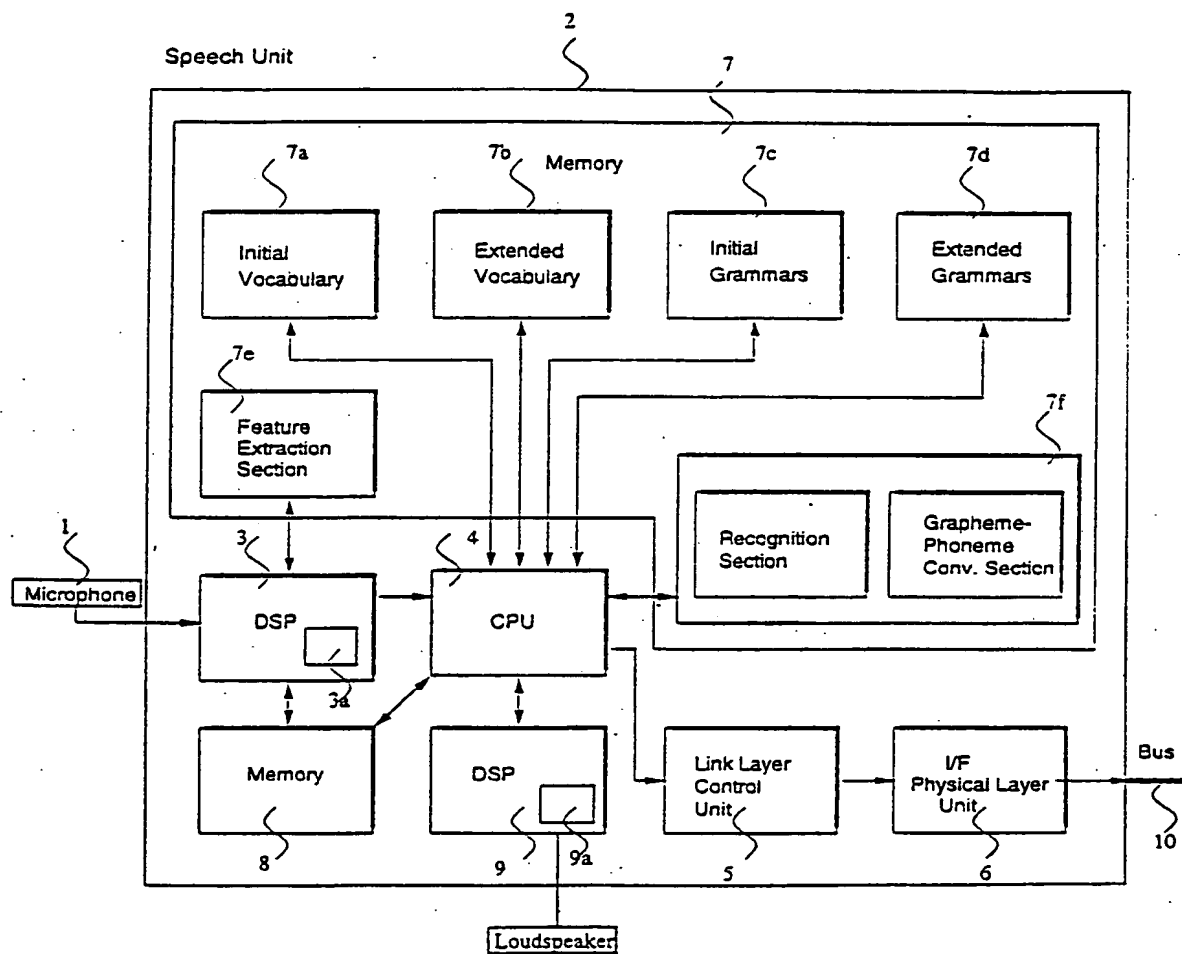 2
Speech Unit
7
7a
7b
Memory
7c
7d
Initial
Vocabulary
Extended
Vocabulary
Initial
Grammars
Extended
Grammars
7e
Feature
Extraction
Section
7f
Recognition
Section
Grapheme-
Phoneme
Conv. Section
1
Microphone
3
DSP
3a
4
CPU
Memory
8
DSP
9
9a
Link Layer
Control
Unit
5
I/F
Physical Layer
Unit
6
Bus
10
Loudspeaker